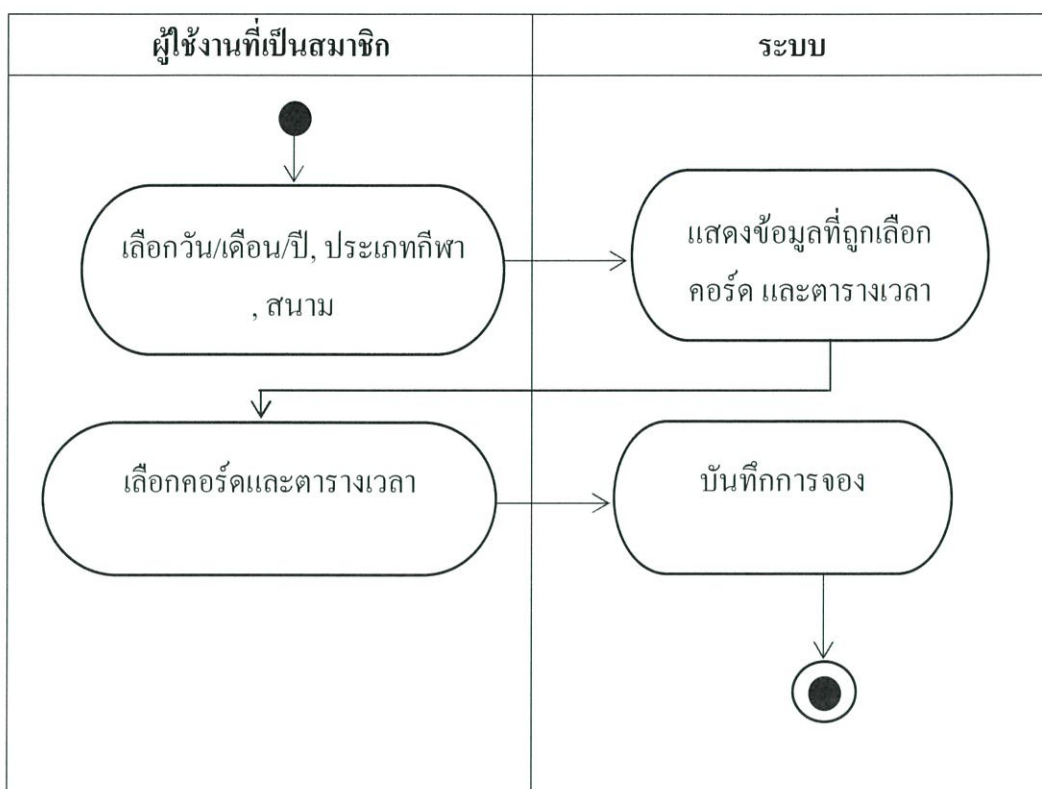 ผู้ใช้งานที่เป็นสมาชิก
ระบบ
เลือกวัน/เดือน/ปี, ประเภทกีฬา
, สนาม
แสดงข้อมูลที่ถูกเลือก
คอร์ด และตารางเวลา
เลือกคอร์ดและตารางเวลา
บันทึกการจอง